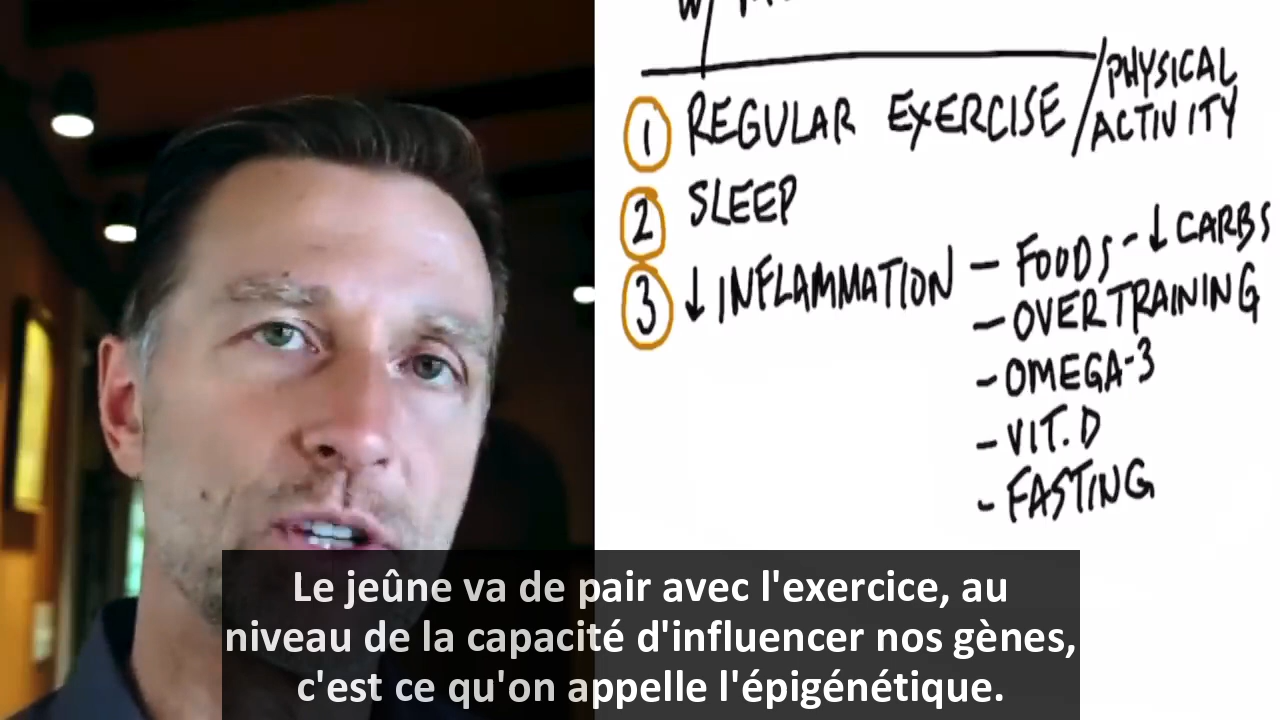 W/
① REGULAR EXERCISE / PHYSICAL ACTIVITY
② SLEEP
③ ↓ INFLAMMATION – FOODS - ↓ CARBS
– OVERTRAINING
- OMEGA-3
- VIT. D
- FASTING
Le jeûne va de pair avec l'exercice, au
niveau de la capacité d'influencer nos gènes,
c'est ce qu'on appelle l'épigénétique.